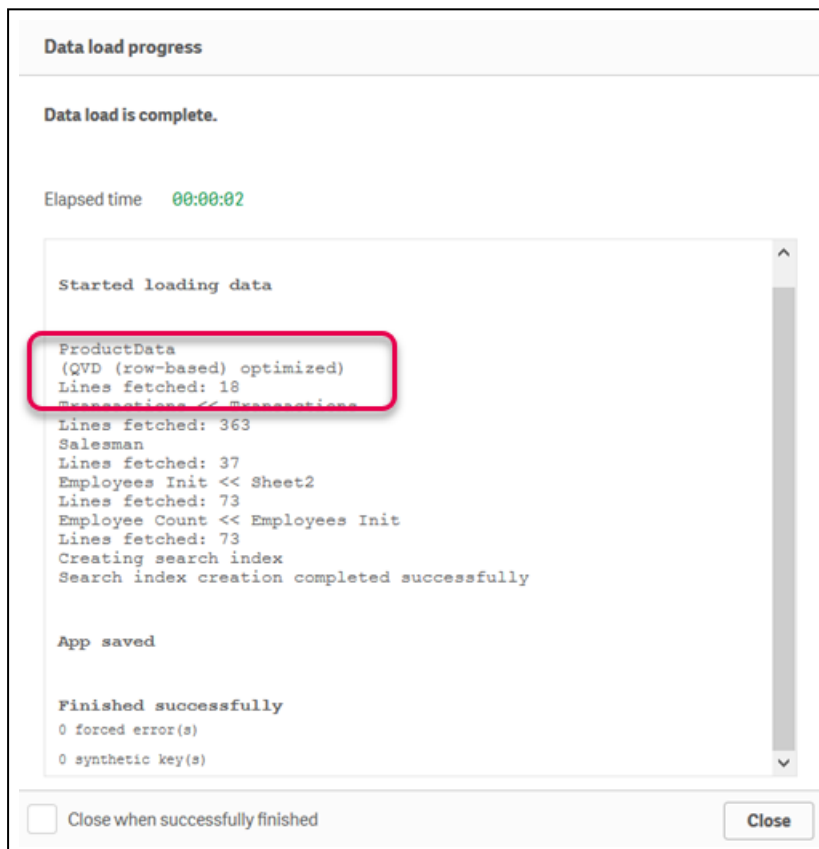 Data load progress
Data load is complete.
Elapsed time 00:00:02
Started loading data
ProductData
(QVD (row-based) optimized)
Lines fetched: 18
Transactions << Transactions
Lines fetched: 363
Salesman
Lines fetched: 37
Employees Init << Sheet2
Lines fetched: 73
Employee Count << Employees Init
Lines fetched: 73
Creating search index
Search index creation completed successfully
App saved
Finished successfully
0 forced error(s)
0 synthetic key(s)
Close when successfully finished
Close